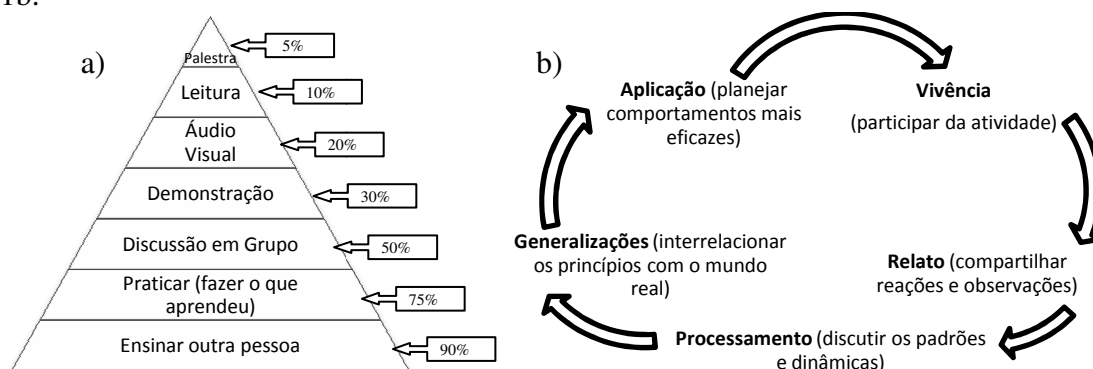 1b.
a)
Palestra
5%
Leitura
10%
Áudio
Visual
20%
Demonstração
30%
Discussão em Grupo
50%
Praticar (fazer o que
aprendeu)
75%
Ensinar outra pessoa
90%
b)
Aplicação (planejar
comportamentos mais
eficazes)
Vivência
(participar da atividade)
Relato (compartilhar
reações e observações)
Processamento (discutir os padrões
e dinâmicas)
Generalizações (interrelacionar
os princípios com o mundo
real)